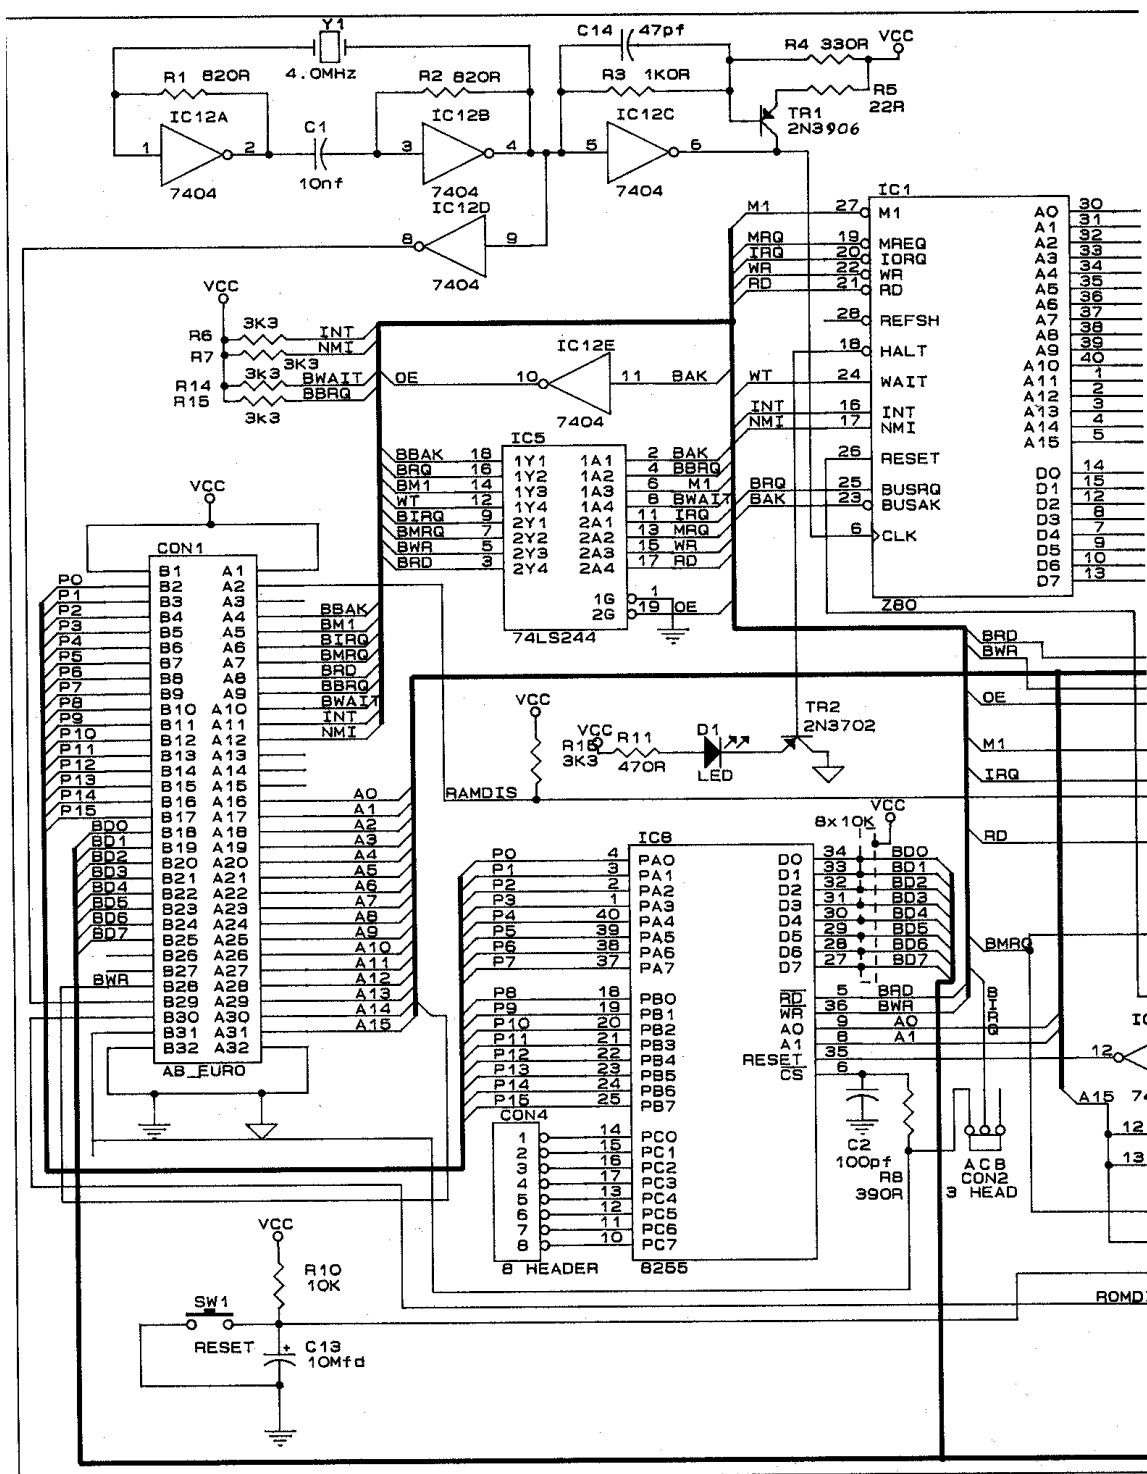 Y1
4.0MHz
R1 820R
R2 820R
IC12A
1
2
7404
C1
10nf
IC12B
3
4
7404
IC12D
8
9
7404
C14 47pf
R3 1K0R
IC12C
5
6
7404
R4 330R
VCC
R5
22R
TR1
2N3906
IC1
M1 27 M1
MRQ 19 MREQ
IRQ 20 IORQ
WR 22 WR
RD 21 RD
28 REFSH
18 HALT
WT 24 WAIT
INT 16 INT
NMI 17 NMI
26 RESET
BRQ 25 BUSRQ
BAK 23 BUSAK
6 CLK
A0 30
A1 31
A2 32
A3 33
A4 34
A5 35
A6 36
A7 37
A8 38
A9 39
A10 40
A11 1
A12 2
A13 3
A14 4
A15 5
D0 14
D1 15
D2 12
D3 8
D4 7
D5 9
D6 10
D7 13
Z80
VCC
R6 3K3 INT
R7 3K3 NMI
R14 3K3 BWAIT
R15 3K3 BBRQ
OE
IC12E
10
11
BAK
7404
IC5
BBAK 18 1Y1 1A1 2 BAK
BRQ 16 1Y2 1A2 4 BBRQ
BM1 14 1Y3 1A3 6 M1
WT 12 1Y4 1A4 8 BWAIT
BIRQ 9 2Y1 2A1 11 IRQ
BMRQ 7 2Y2 2A2 13 MRQ
BWR 5 2Y3 2A3 15 WR
BRD 3 2Y4 2A4 17 RD
1G 1
2G 19 OE
74LS244
VCC
CON1
B1 A1
P0 B2 A2
P1 B3 A3
P2 B4 A4 BBAK
P3 B5 A5 BM1
P4 B6 A6 BIRQ
P5 B7 A7 BMRQ
P6 B8 A8 BRD
P7 B9 A9 BBRQ
P8 B10 A10 BWAIT
P9 B11 A11 INT
P10 B12 A12 NMI
P11 B13 A13
P12 B14 A14
P13 B15 A15
P14 B16 A16 A0
P15 B17 A17 A1
BD0 B18 A18 A2
BD1 B19 A19 A3
BD2 B20 A20 A4
BD3 B21 A21 A5
BD4 B22 A22 A6
BD5 B23 A23 A7
BD6 B24 A24 A8
BD7 B25 A25 A9
B26 A26 A10
B27 A27 A11
BWR B28 A28 A12
B29 A29 A13
B30 A30 A14
B31 A31 A15
B32 A32
AB_EURO
VCC
R16
3K3
RAMDIS
VCC
R11
470R
D1
LED
TR2
2N3702
BRD
BWR
OE
M1
IRQ
RD
BMRQ
BIRQ
VCC
8x10K
IC8
P0 4 PA0
P1 3 PA1
P2 2 PA2
P3 1 PA3
P4 40 PA4
P5 39 PA5
P6 38 PA6
P7 37 PA7
P8 18 PB0
P9 19 PB1
P10 20 PB2
P11 21 PB3
P12 22 PB4
P13 23 PB5
P14 24 PB6
P15 25 PB7
D0 34 BD0
D1 33 BD1
D2 32 BD2
D3 31 BD3
D4 30 BD4
D5 29 BD5
D6 28 BD6
D7 27 BD7
RD 5 BRD
WR 36 BWR
A0 9 A0
A1 8 A1
RESET 35
CS 6
CON4
1 14 PC0
2 15 PC1
3 16 PC2
4 17 PC3
5 13 PC4
6 12 PC5
7 11 PC6
8 10 PC7
8 HEADER
8255
C2
100pf
R8
390R
A C B
CON2
3 HEAD
12
A15
12
13
VCC
R10
10K
SW1
RESET
C13
+
10Mfd